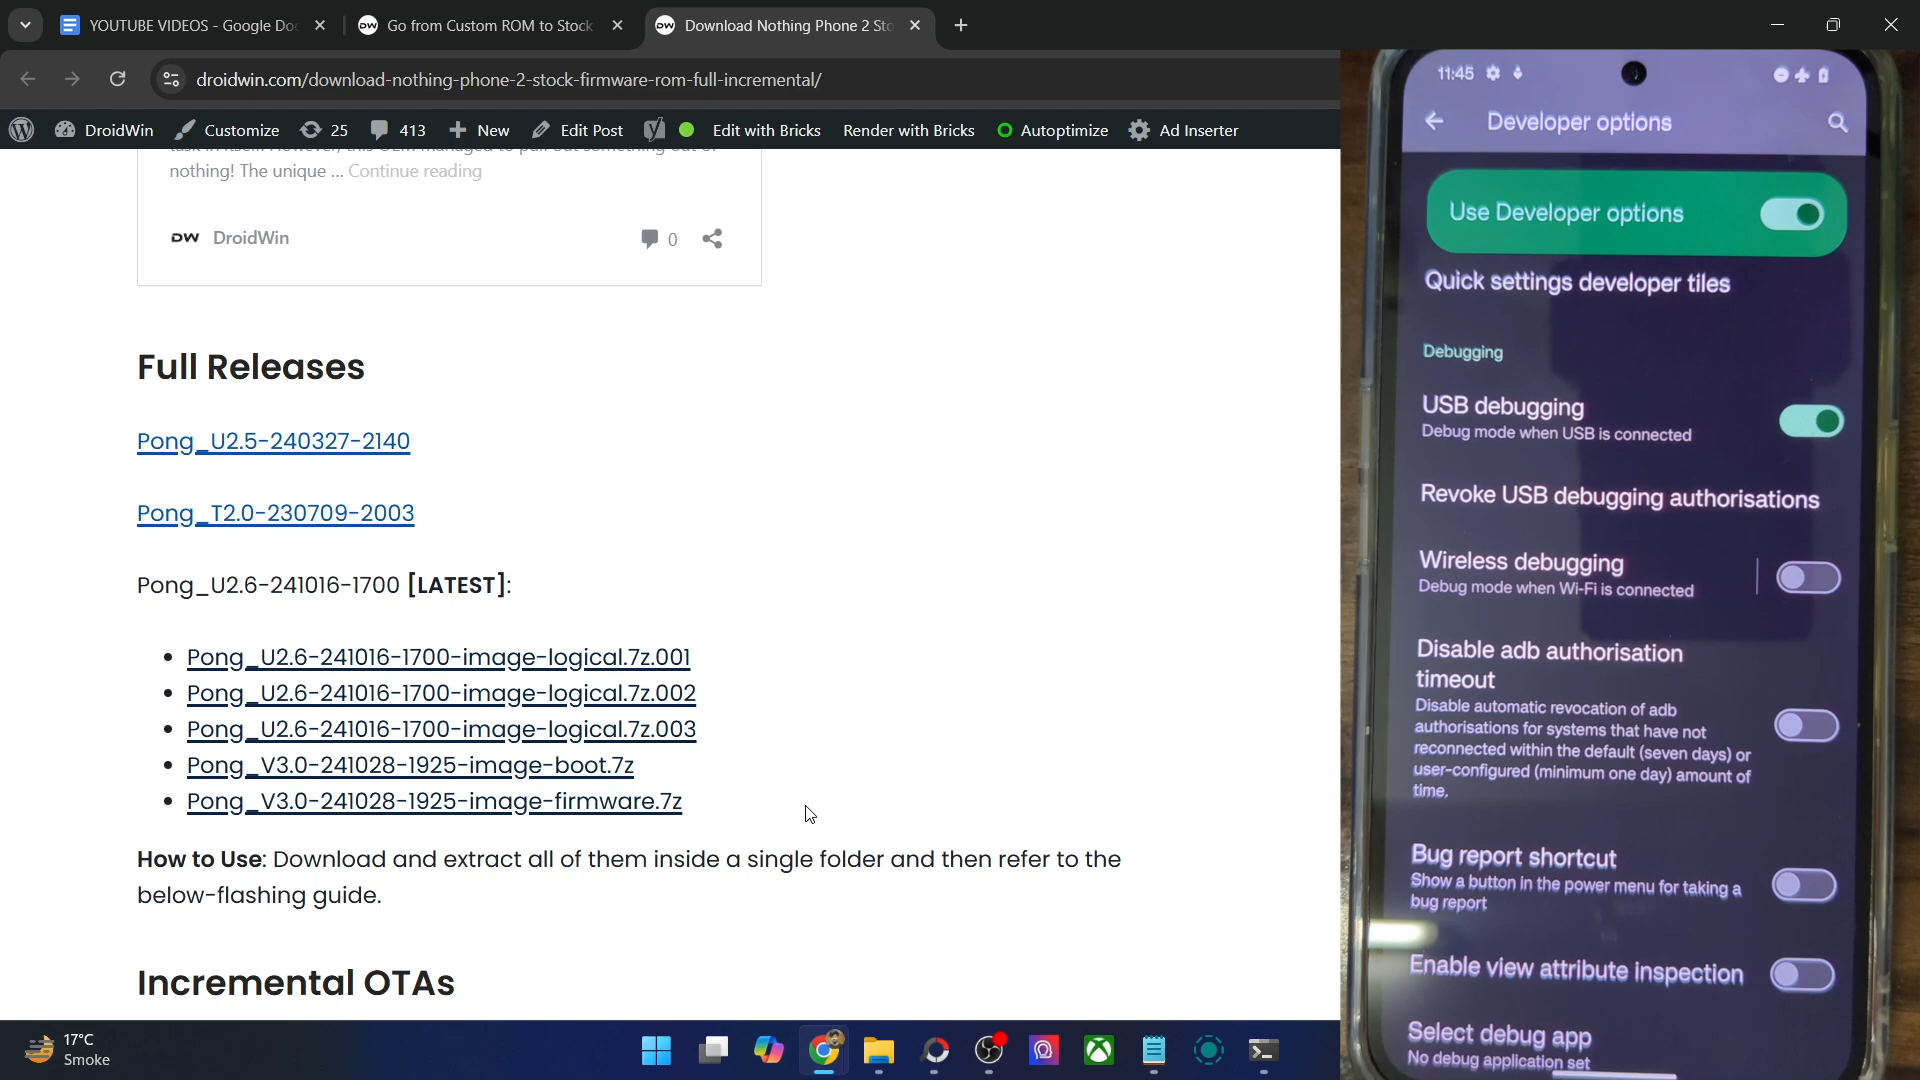 YOUTUBE VIDEOS - Google Do
Go from Custom ROM to Stock
Download Nothing Phone 2 Sto
droidwin.com/download-nothing-phone-2-stock-firmware-rom-full-incremental/
DroidWin
Customize
25
413
New
Edit Post
Edit with Bricks
Render with Bricks
Autoptimize
Ad Inserter
nothing! The unique ... Continue reading
DW DroidWin
0
Full Releases
Pong_U2.5-240327-2140
Pong_T2.0-230709-2003
Pong_U2.6-241016-1700 [LATEST]:
• Pong_U2.6-241016-1700-image-logical.7z.001
• Pong_U2.6-241016-1700-image-logical.7z.002
• Pong_U2.6-241016-1700-image-logical.7z.003
• Pong_V3.0-241028-1925-image-boot.7z
• Pong_V3.0-241028-1925-image-firmware.7z
How to Use: Download and extract all of them inside a single folder and then refer to the
below-flashing guide.
Incremental OTAs
17°C
Smoke
11:45
Developer options
Use Developer options
Quick settings developer tiles
Debugging
USB debugging
Debug mode when USB is connected
Revoke USB debugging authorisations
Wireless debugging
Debug mode when Wi-Fi is connected
Disable adb authorisation
timeout
Disable automatic revocation of adb
authorisations for systems that have not
reconnected within the default (seven days) or
user-configured (minimum one day) amount of
time.
Bug report shortcut
Show a button in the power menu for taking a
bug report
Enable view attribute inspection
Select debug app
No debug application set